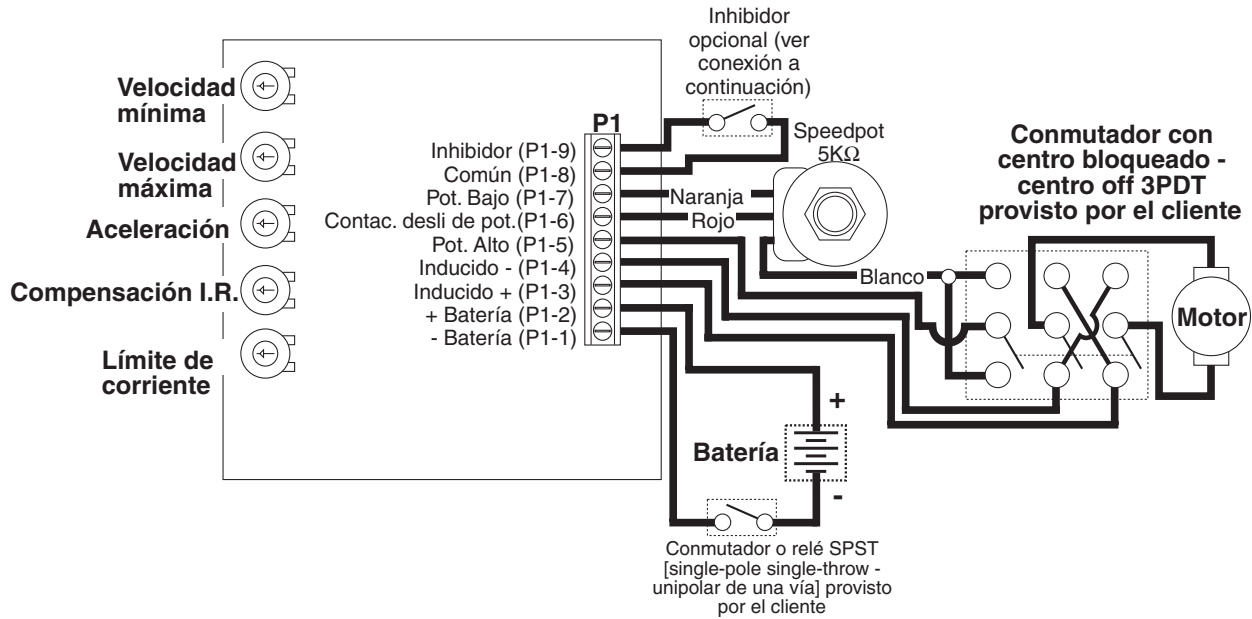 Inhibidor
opcional (ver
conexión a
continuación)
Velocidad
mínima
Velocidad
máxima
Aceleración
Compensación I.R.
Límite de
corriente
P1
Inhibidor (P1-9)
Común (P1-8)
Pot. Bajo (P1-7)
Contac. desli de pot.(P1-6)
Pot. Alto (P1-5)
Inducido - (P1-4)
Inducido + (P1-3)
+ Batería (P1-2)
- Batería (P1-1)
Speedpot
5KΩ
Naranja
Rojo
Blanco
Conmutador con
centro bloqueado -
centro off 3PDT
provisto por el cliente
Motor
+
Batería
-
Conmutador o relé SPST
[single-pole single-throw -
unipolar de una vía] provisto
por el cliente